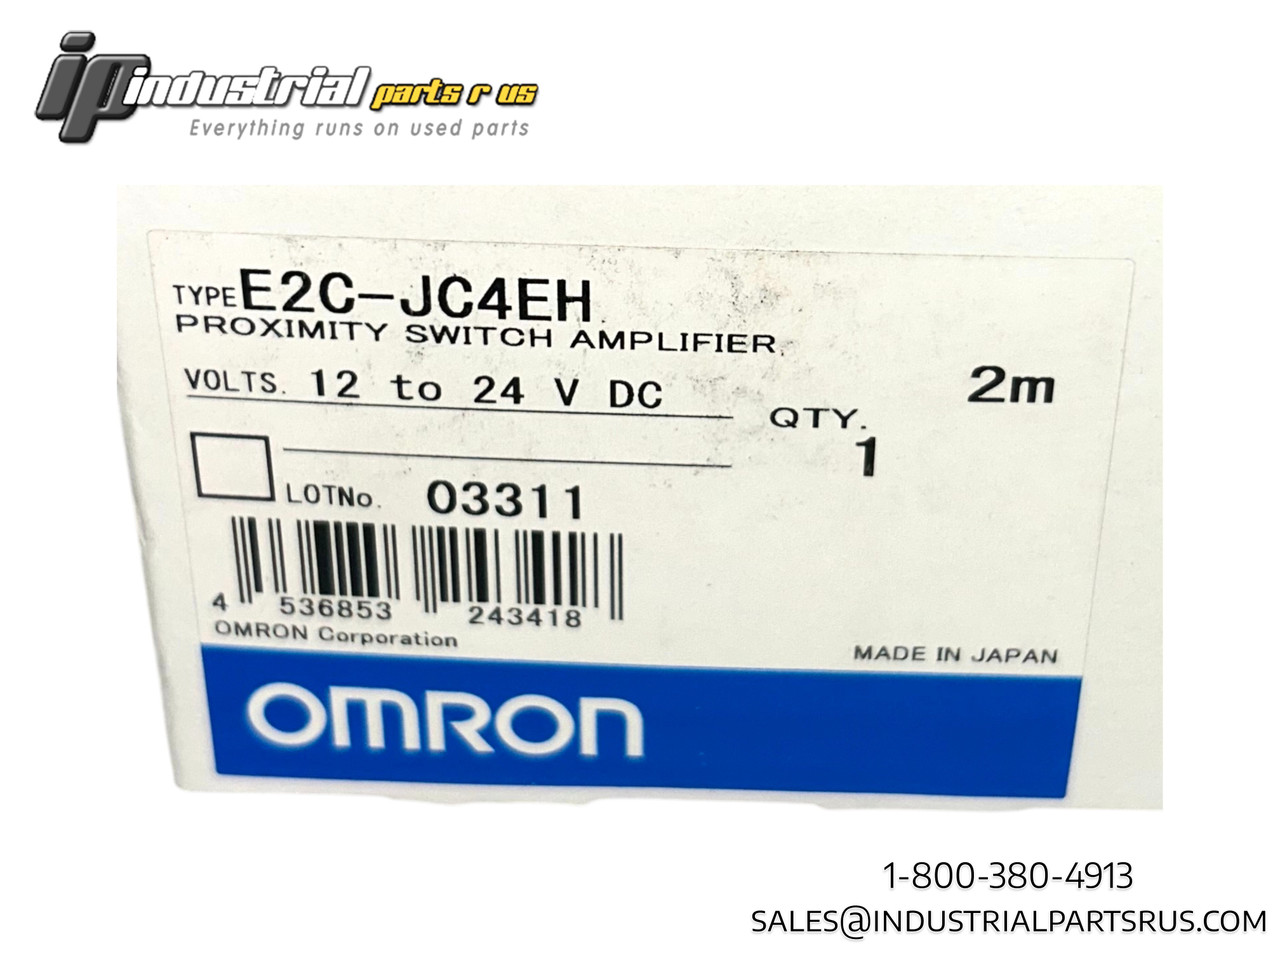 ip industrial parts r us
Everything runs on used parts
TYPE E2C-JC4EH
PROXIMITY SWITCH AMPLIFIER
VOLTS. 12 to 24 V DC
2m
QTY.
1
LOTNo. 03311
4 536853 243418
OMRON Corporation
MADE IN JAPAN
OMRON
1-800-380-4913
SALES@INDUSTRIALPARTSRUS.COM